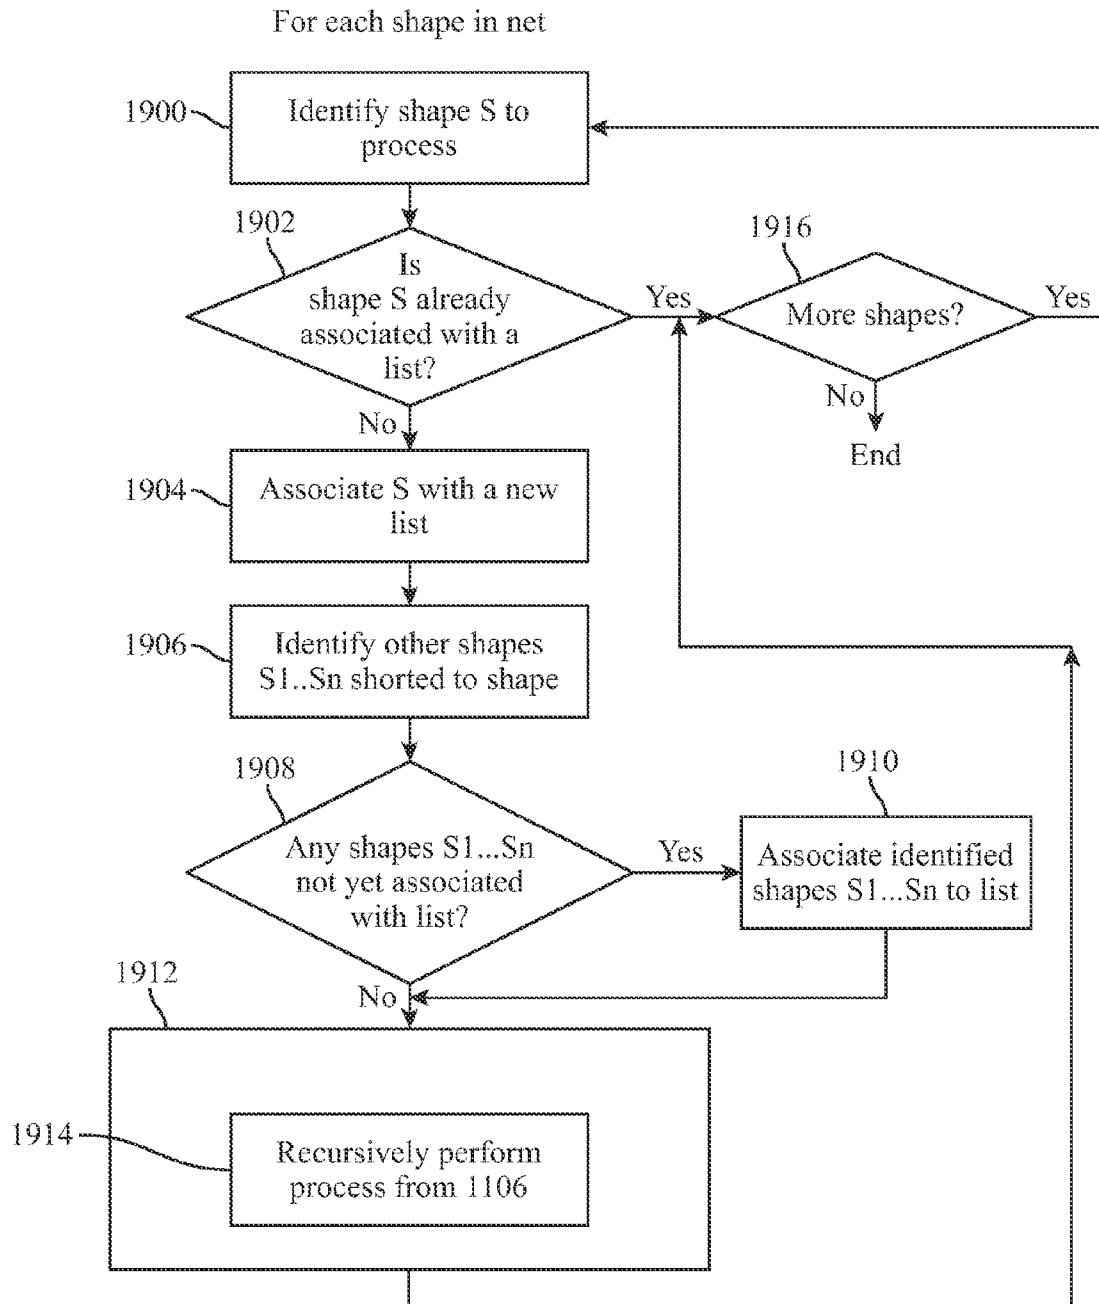 For each shape in net
1900
Identify shape S to
process
1902
Is
shape S already
associated with a
list?
Yes
1916
More shapes?
Yes
No
End
No
1904
Associate S with a new
list
1906
Identify other shapes
S1..Sn shorted to shape
1908
Any shapes S1...Sn
not yet associated
with list?
Yes
1910
Associate identified
shapes S1...Sn to list
No
1912
1914
Recursively perform
process from 1106